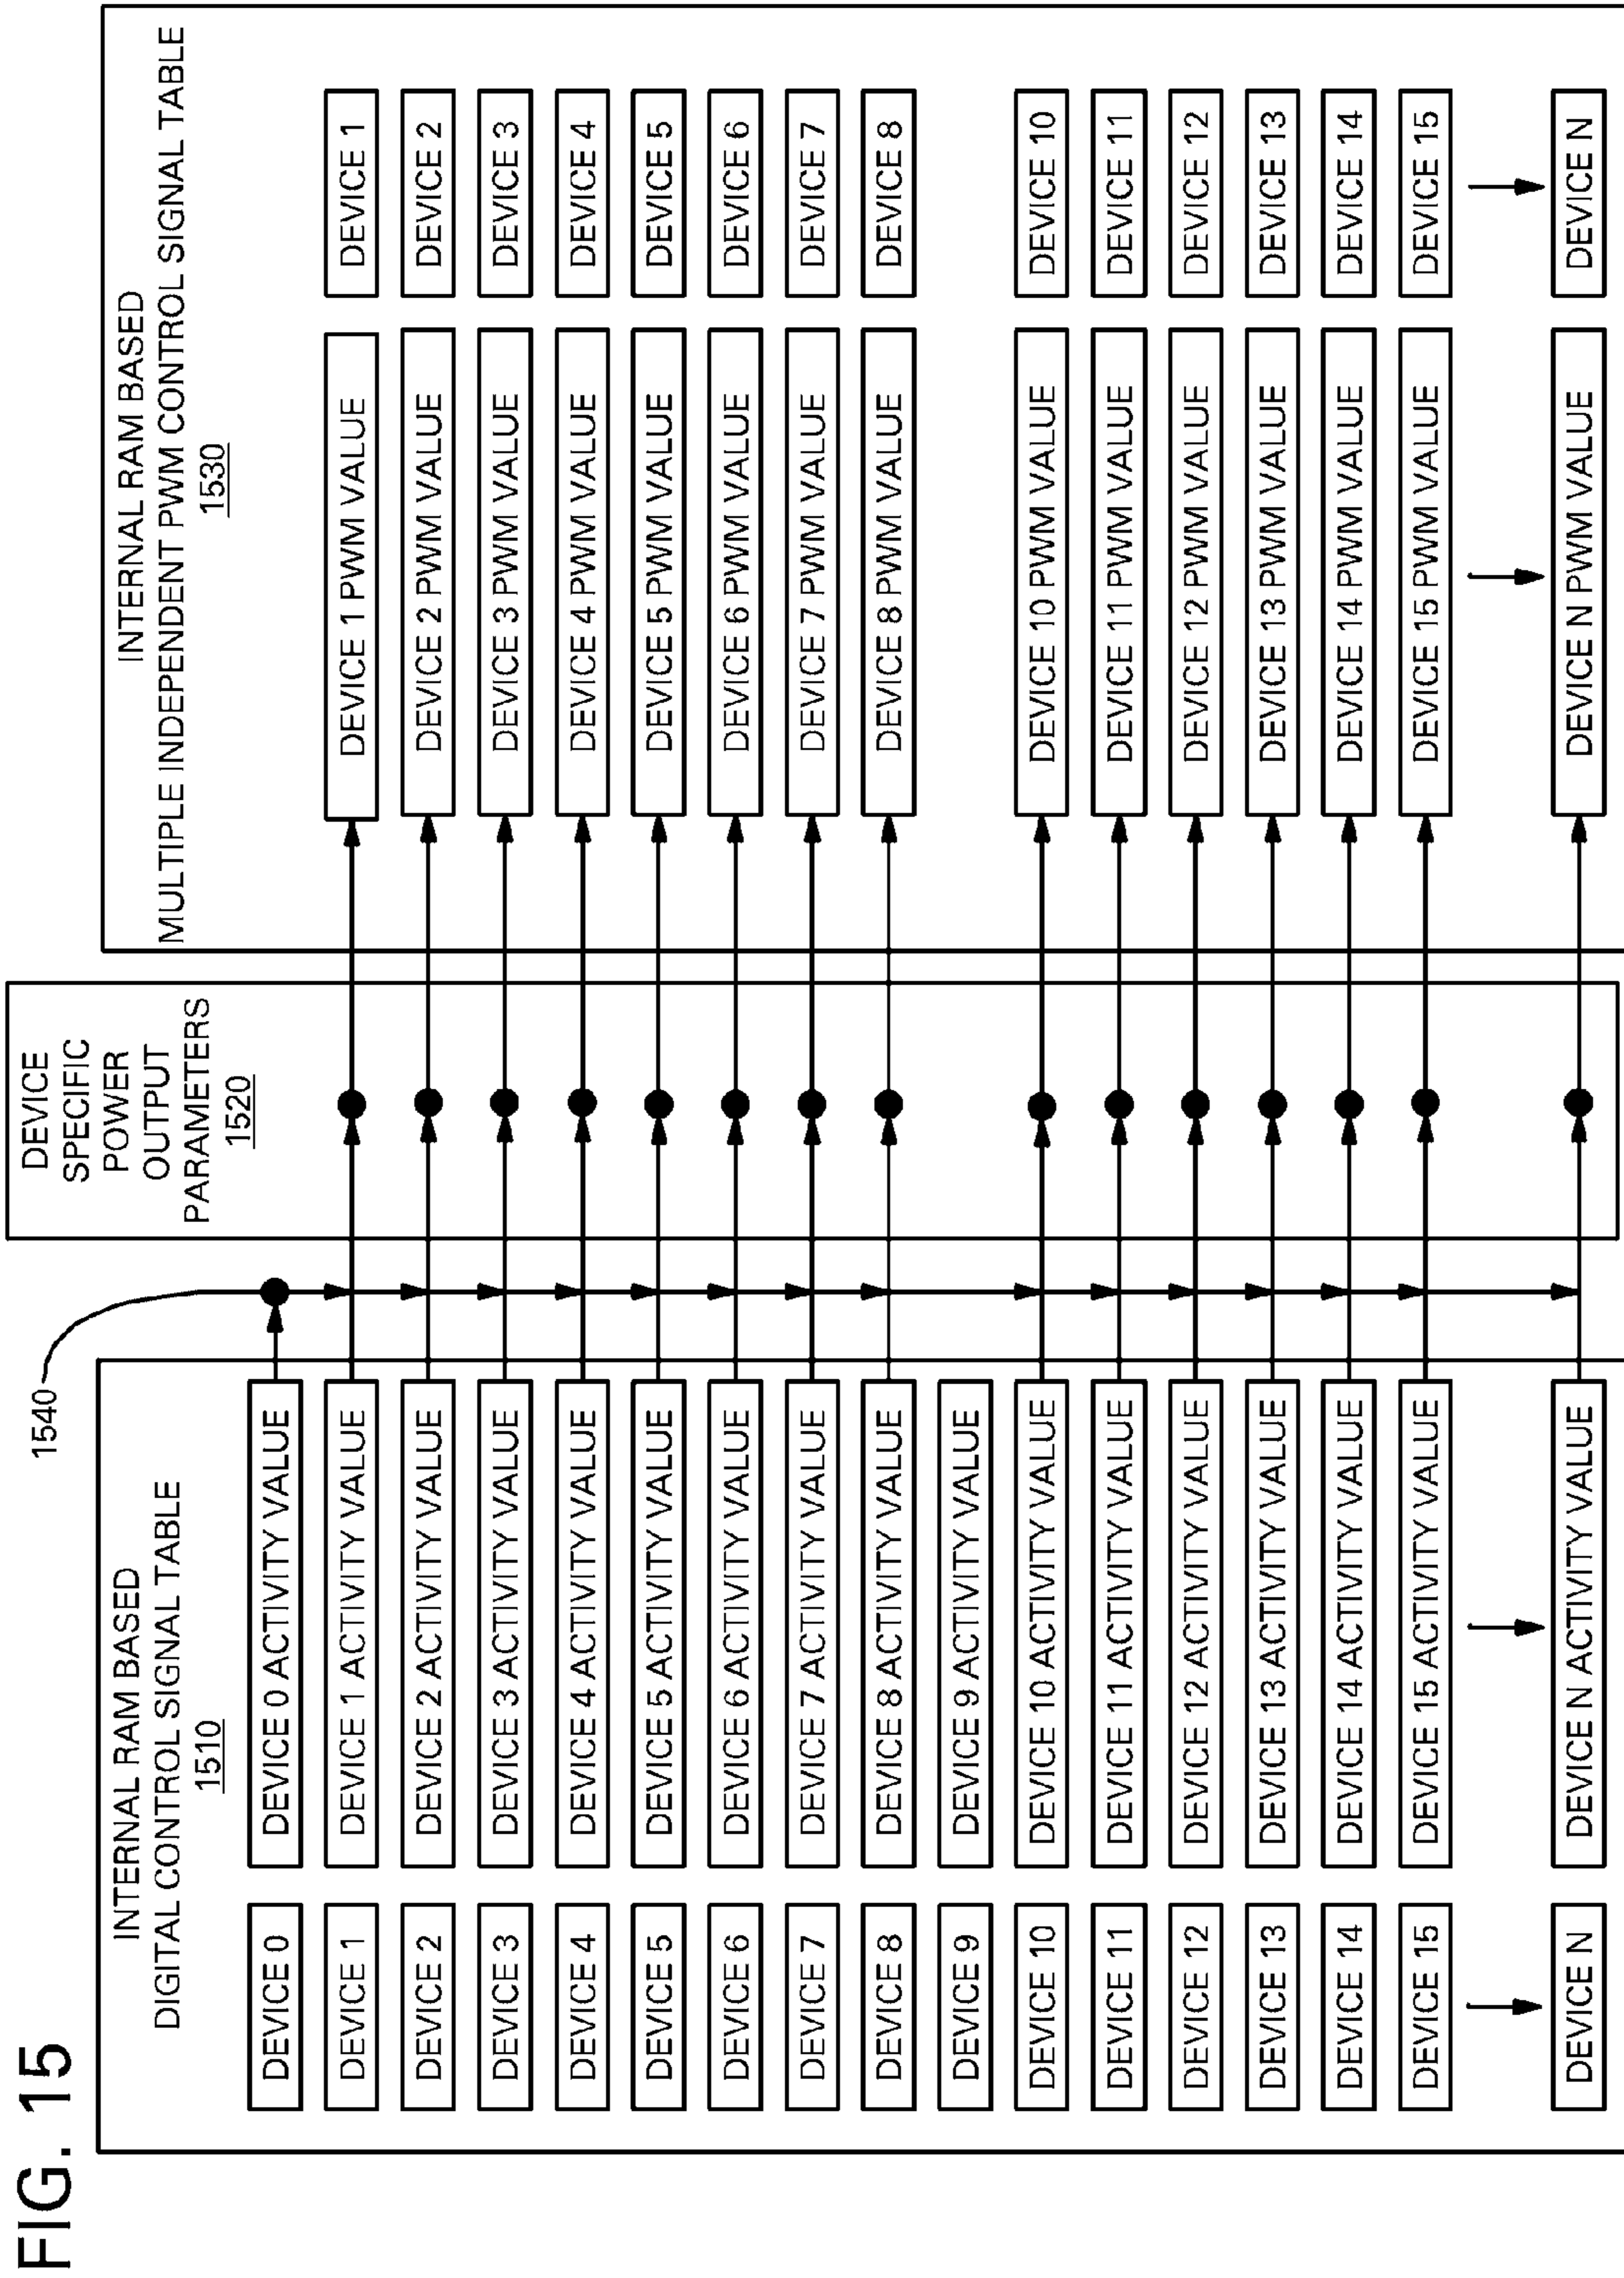 FIG. 15
INTERNAL RAM BASED
DIGITAL CONTROL SIGNAL TABLE
1510
DEVICE 0
DEVICE 0 ACTIVITY VALUE
DEVICE 1
DEVICE 1 ACTIVITY VALUE
DEVICE 2
DEVICE 2 ACTIVITY VALUE
DEVICE 3
DEVICE 3 ACTIVITY VALUE
DEVICE 4
DEVICE 4 ACTIVITY VALUE
DEVICE 5
DEVICE 5 ACTIVITY VALUE
DEVICE 6
DEVICE 6 ACTIVITY VALUE
DEVICE 7
DEVICE 7 ACTIVITY VALUE
DEVICE 8
DEVICE 8 ACTIVITY VALUE
DEVICE 9
DEVICE 9 ACTIVITY VALUE
DEVICE 10
DEVICE 10 ACTIVITY VALUE
DEVICE 11
DEVICE 11 ACTIVITY VALUE
DEVICE 12
DEVICE 12 ACTIVITY VALUE
DEVICE 13
DEVICE 13 ACTIVITY VALUE
DEVICE 14
DEVICE 14 ACTIVITY VALUE
DEVICE 15
DEVICE 15 ACTIVITY VALUE
DEVICE N
DEVICE N ACTIVITY VALUE
1540
DEVICE
SPECIFIC
POWER
OUTPUT
PARAMETERS
1520
INTERNAL RAM BASED
MULTIPLE INDEPENDENT PWM CONTROL SIGNAL TABLE
1530
DEVICE 1 PWM VALUE
DEVICE 1
DEVICE 2 PWM VALUE
DEVICE 2
DEVICE 3 PWM VALUE
DEVICE 3
DEVICE 4 PWM VALUE
DEVICE 4
DEVICE 5 PWM VALUE
DEVICE 5
DEVICE 6 PWM VALUE
DEVICE 6
DEVICE 7 PWM VALUE
DEVICE 7
DEVICE 8 PWM VALUE
DEVICE 8
DEVICE 10 PWM VALUE
DEVICE 10
DEVICE 11 PWM VALUE
DEVICE 11
DEVICE 12 PWM VALUE
DEVICE 12
DEVICE 13 PWM VALUE
DEVICE 13
DEVICE 14 PWM VALUE
DEVICE 14
DEVICE 15 PWM VALUE
DEVICE 15
DEVICE N PWM VALUE
DEVICE N